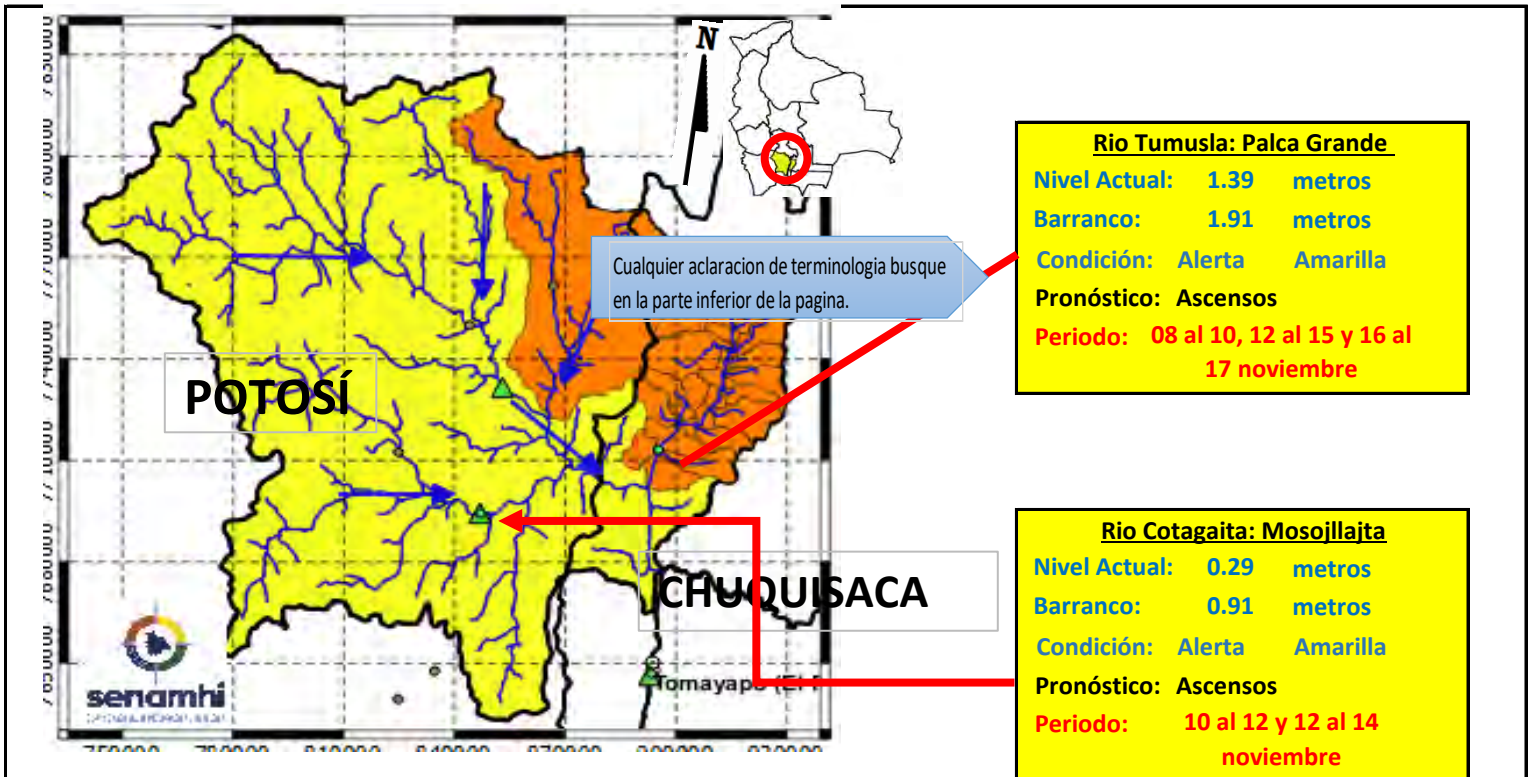 N
Cualquier aclaracion de terminologia busque
en la parte inferior de la pagina.
POTOSÍ
CHUQUISACA
senamhi
Rio Tumusla: Palca Grande
Nivel Actual: 1.39 metros
Barranco: 1.91 metros
Condición: Alerta Amarilla
Pronóstico: Ascensos
Periodo: 08 al 10, 12 al 15 y 16 al
17 noviembre
Rio Cotagaita: Mosojllajta
Nivel Actual: 0.29 metros
Barranco: 0.91 metros
Condición: Alerta Amarilla
Pronóstico: Ascensos
Periodo: 10 al 12 y 12 al 14
noviembre